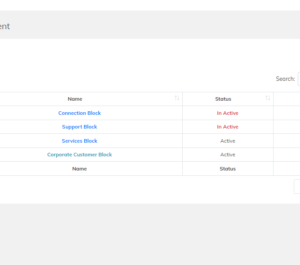 ent
Search:
Name Status
Connection Block In Active
Support Block In Active
Services Block Active
Corporate Customer Block Active
Name Status